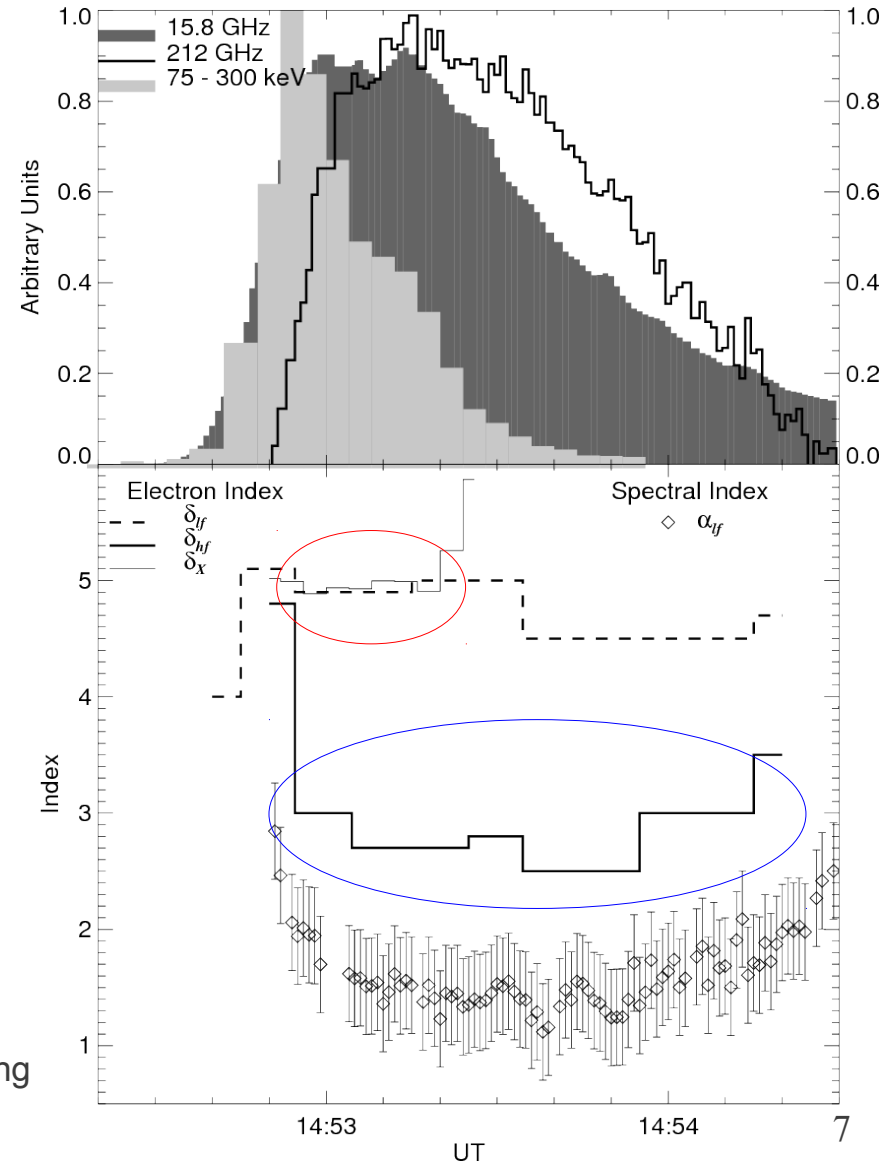 1.0
1.0
15.8 GHz
212 GHz
75 - 300 keV
0.8
0.8
0.6
0.6
Arbitrary Units
0.4
0.4
0.2
0.2
0.0
0.0
Electron Index
Spectral Index
δlf
αlf
δhf
δX
5
4
Index
3
2
1
ng
14:53
14:54
7
UT